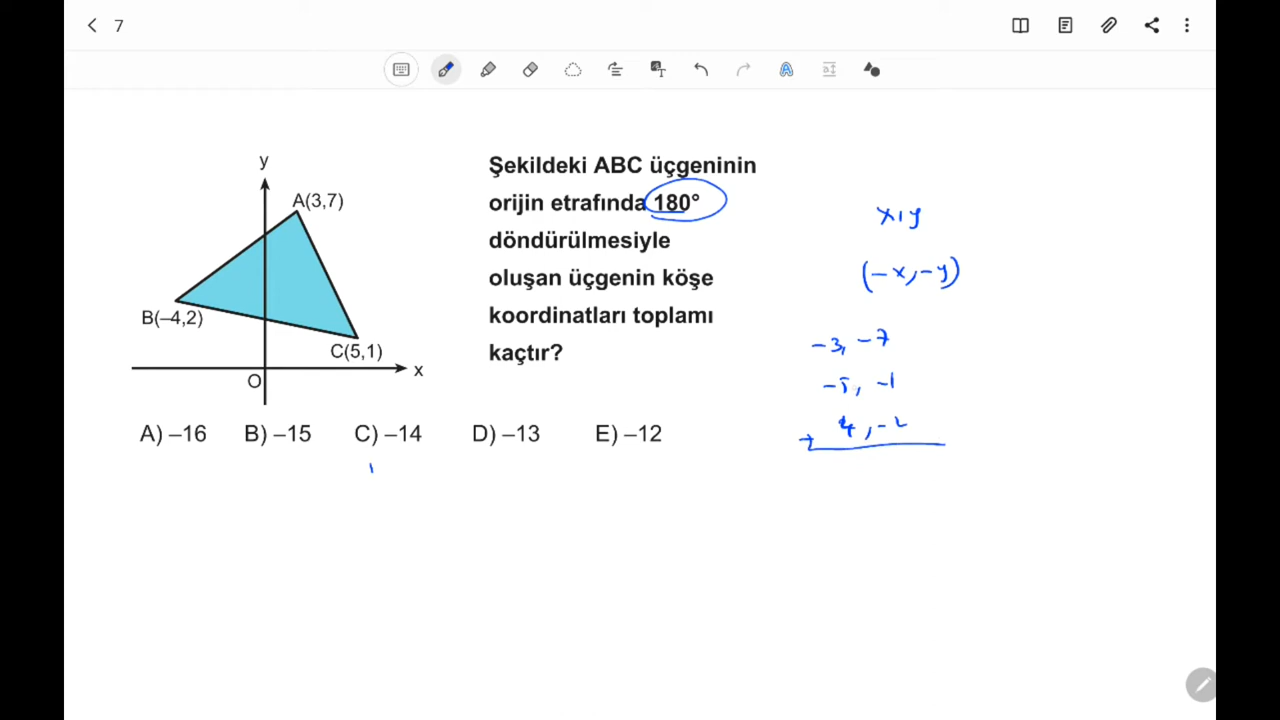 7
y
A(3,7)
B(–4,2)
C(5,1)
O
x
Şekildeki ABC üçgeninin
orijin etrafında 180°
döndürülmesiyle
oluşan üçgenin köşe
koordinatları toplamı
kaçtır?
A) –16 B) –15 C) –14 D) –13 E) –12
x,y
(–x,–y)
–3, –7
–5, –1
+ 4, –2